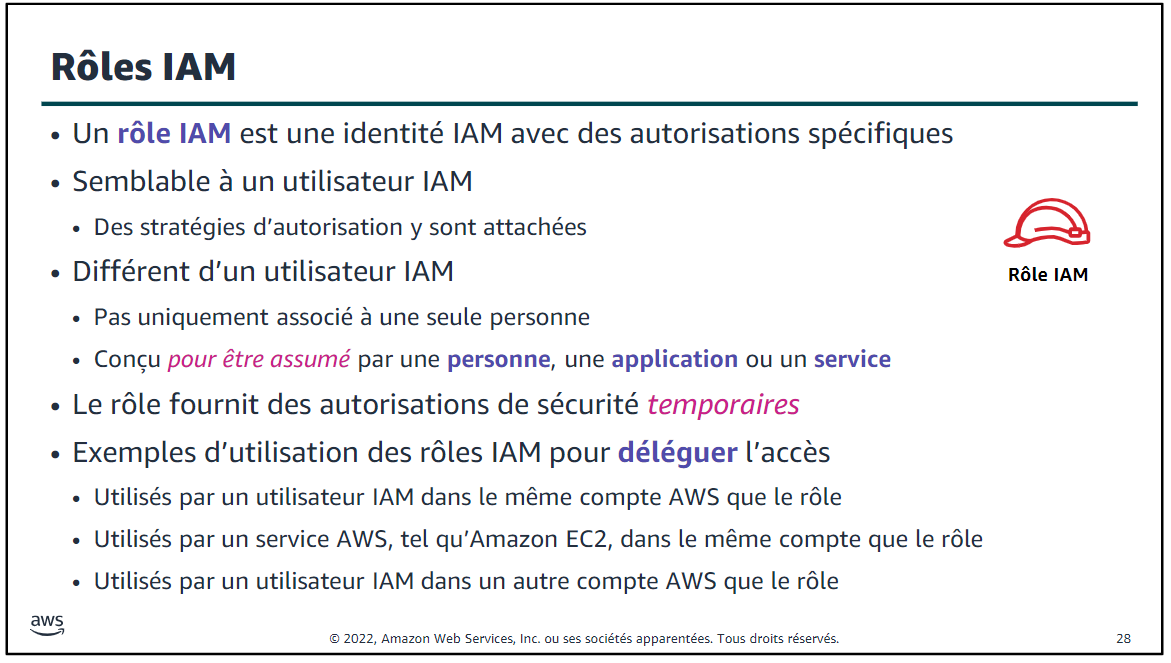 Rôles IAM
• Un rôle IAM est une identité IAM avec des autorisations spécifiques
• Semblable à un utilisateur IAM
• Des stratégies d’autorisation y sont attachées
• Différent d’un utilisateur IAM
Rôle IAM
• Pas uniquement associé à une seule personne
• Conçu pour être assumé par une personne, une application ou un service
• Le rôle fournit des autorisations de sécurité temporaires
• Exemples d’utilisation des rôles IAM pour déléguer l’accès
• Utilisés par un utilisateur IAM dans le même compte AWS que le rôle
• Utilisés par un service AWS, tel qu’Amazon EC2, dans le même compte que le rôle
• Utilisés par un utilisateur IAM dans un autre compte AWS que le rôle
aws
© 2022, Amazon Web Services, Inc. ou ses sociétés apparentées. Tous droits réservés.
28